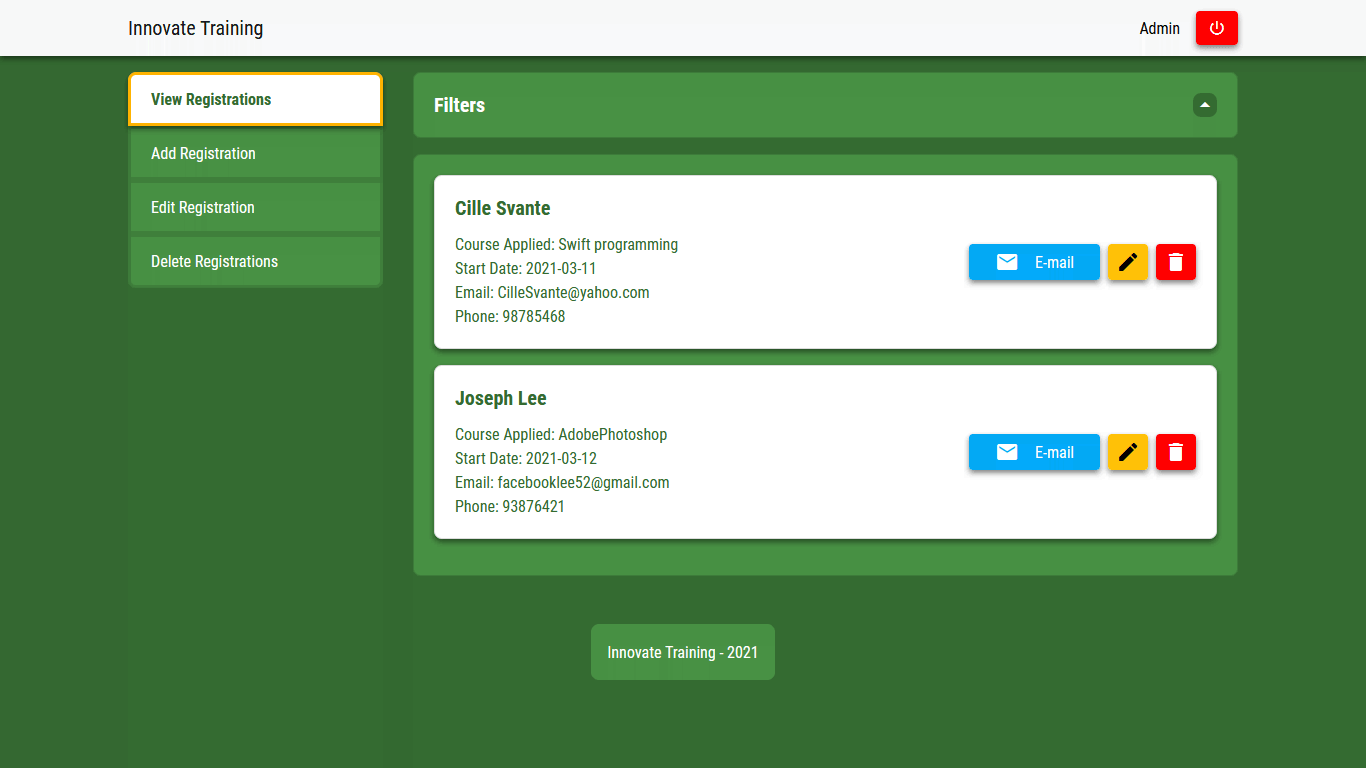 Innovate Training
Admin
View Registrations
Add Registration
Edit Registration
Delete Registrations
Filters
Cille Svante
Course Applied: Swift programming
Start Date: 2021-03-11
Email: CilleSvante@yahoo.com
Phone: 98785468
E-mail
Joseph Lee
Course Applied: AdobePhotoshop
Start Date: 2021-03-12
Email: facebooklee52@gmail.com
Phone: 93876421
E-mail
Innovate Training - 2021